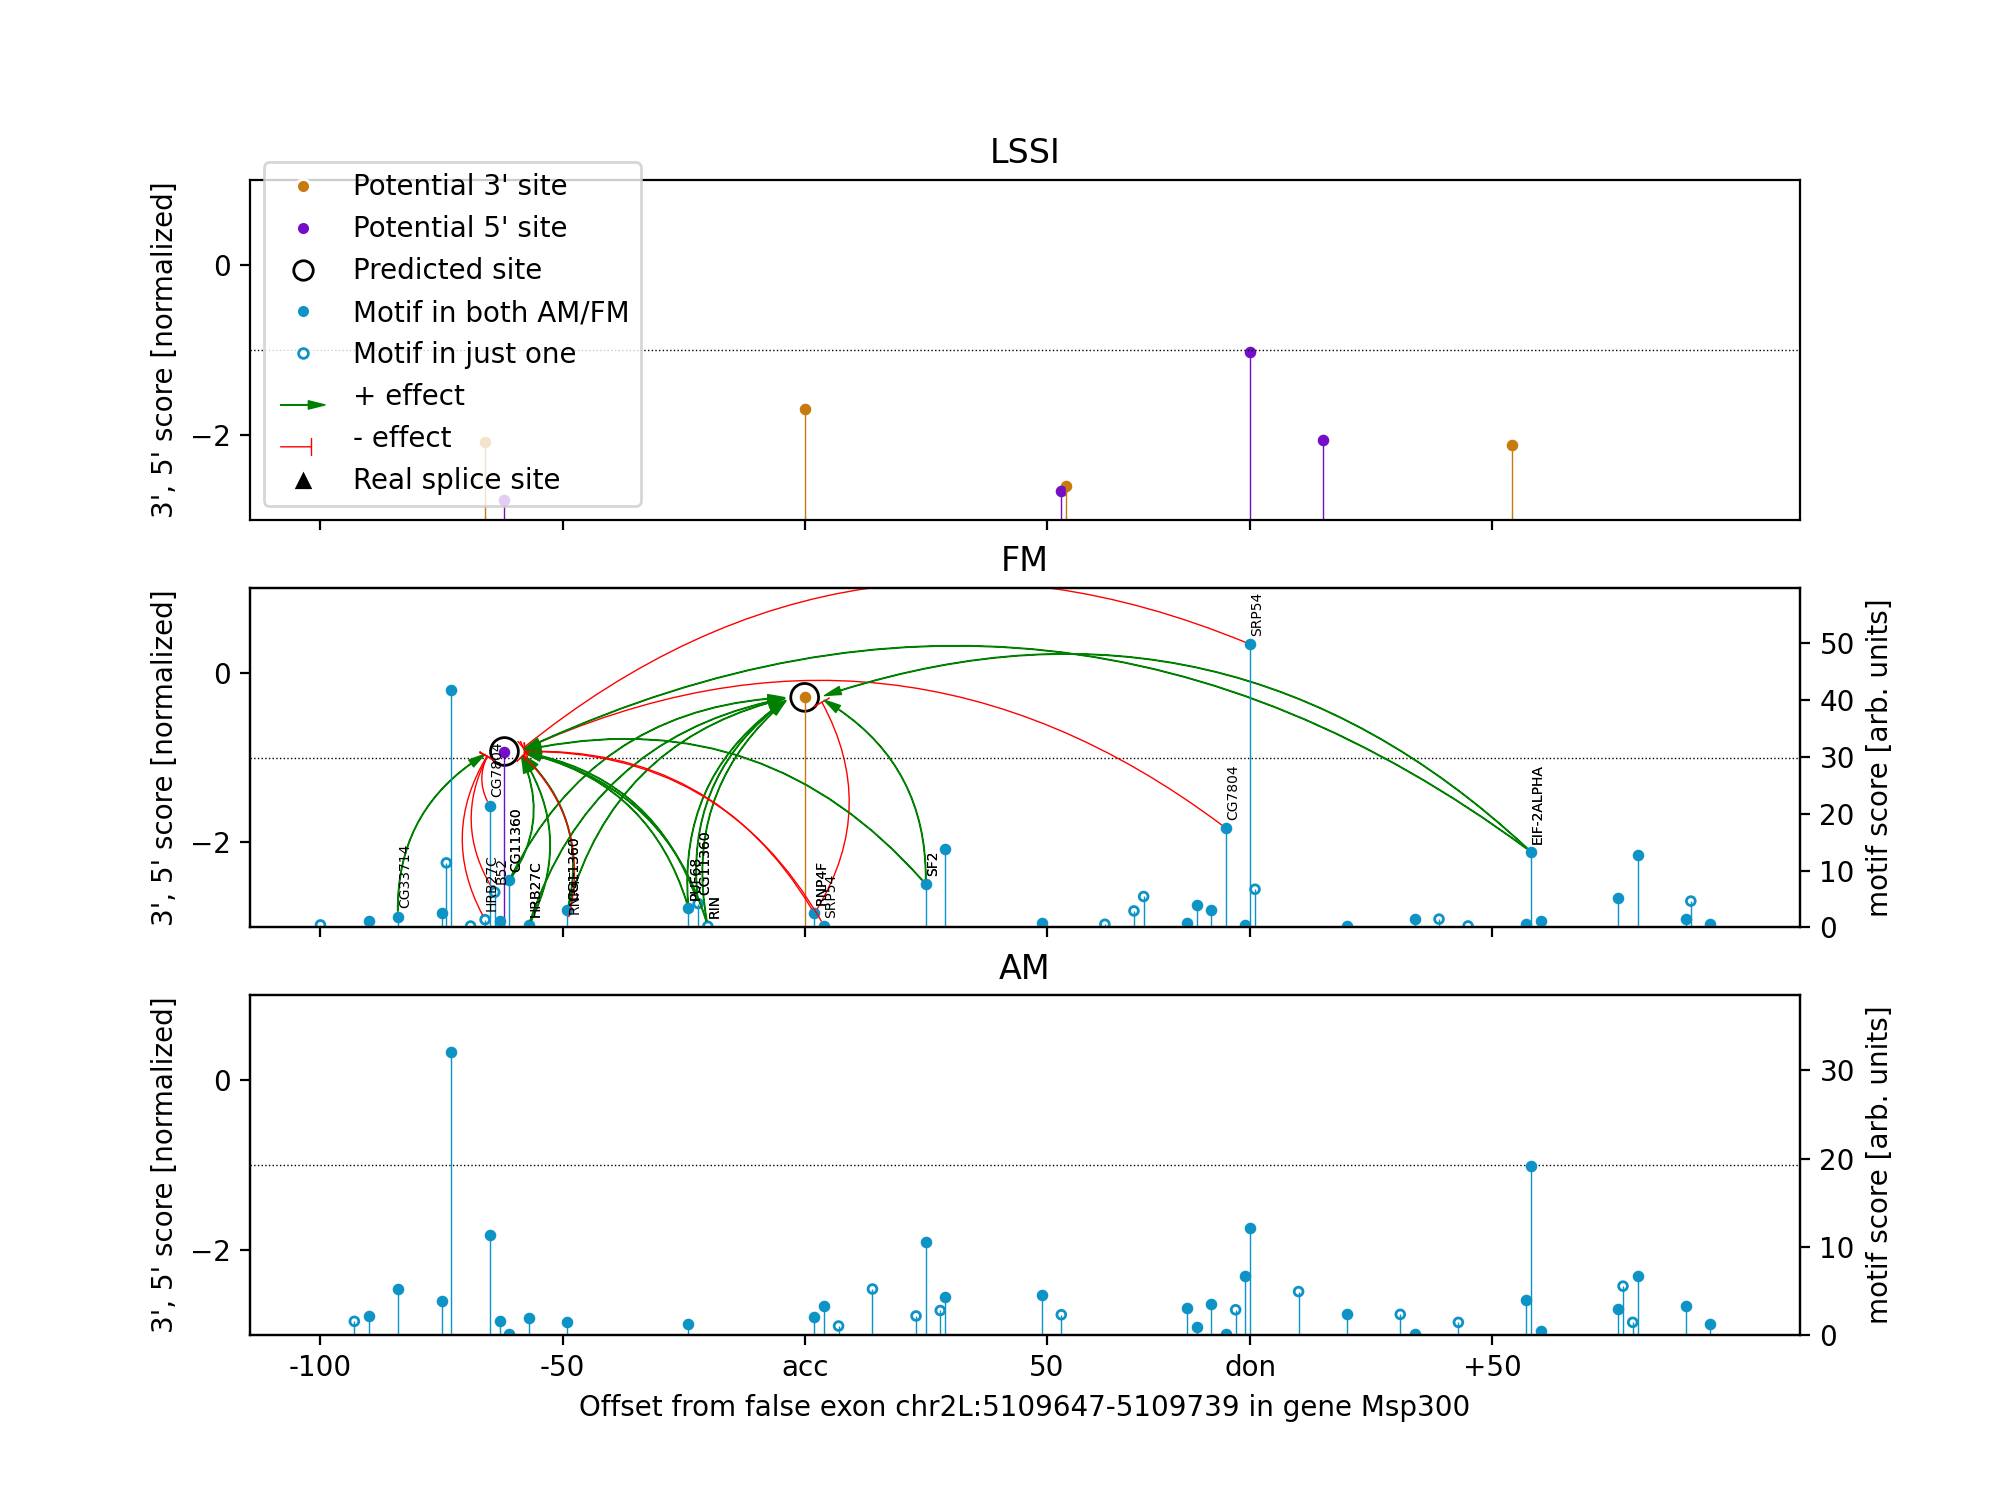 LSSI
3', 5' score [normalized]
0
−2
Potential 3' site
Potential 5' site
Predicted site
Motif in both AM/FM
Motif in just one
+ effect
- effect
Real splice site
FM
3', 5' score [normalized]
0
−2
motif score [arb. units]
50
40
30
20
10
0
CG33714
CG7804
HRB27C
B52
CG11360
HRB27C
CG11360
CG11360
RIN
RNP4F
SRP54
SF2
CG7804
SRP54
EIF-2ALPHA
AM
3', 5' score [normalized]
0
−2
motif score [arb. units]
30
20
10
0
-100
-50
acc
50
don
+50
Offset from false exon chr2L:5109647-5109739 in gene Msp300